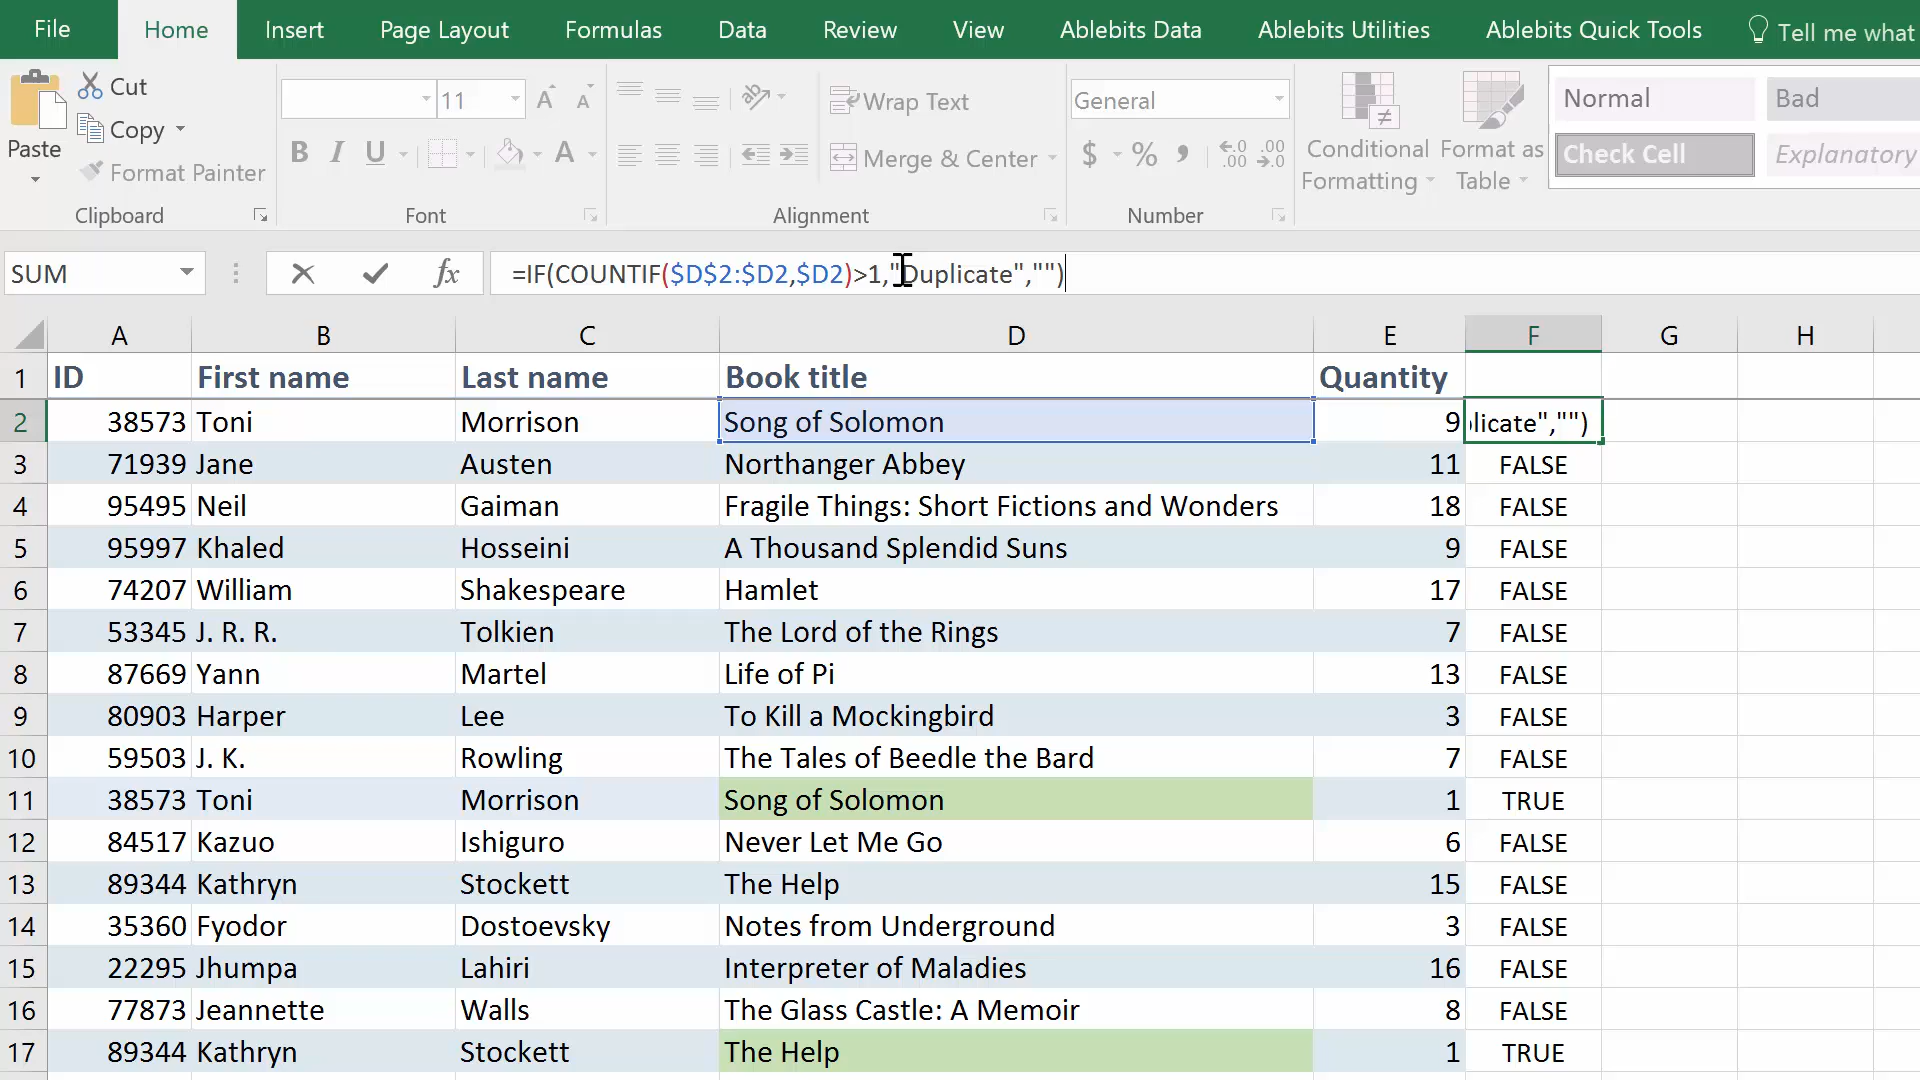 File Home Insert Page Layout Formulas Data Review View Ablebits Data Ablebits Utilities Ablebits Quick Tools Tell me what
Paste
Cut
Copy
Format Painter
Clipboard
11 A A
B I U A
Font
ab
Wrap Text
Merge & Center
Alignment
General
$ % , ←.0 .00 .00 →.0
Number
Conditional Formatting
Format as Table
Normal Bad
Check Cell Explanatory
SUM fx =IF(COUNTIF($D$2:$D2,$D2)>1,"Duplicate","")
A B C D E F G H
1 ID First name Last name Book title Quantity
2 38573 Toni Morrison Song of Solomon 9 plicate","")
3 71939 Jane Austen Northanger Abbey 11 FALSE
4 95495 Neil Gaiman Fragile Things: Short Fictions and Wonders 18 FALSE
5 95997 Khaled Hosseini A Thousand Splendid Suns 9 FALSE
6 74207 William Shakespeare Hamlet 17 FALSE
7 53345 J. R. R. Tolkien The Lord of the Rings 7 FALSE
8 87669 Yann Martel Life of Pi 13 FALSE
9 80903 Harper Lee To Kill a Mockingbird 3 FALSE
10 59503 J. K. Rowling The Tales of Beedle the Bard 7 FALSE
11 38573 Toni Morrison Song of Solomon 1 TRUE
12 84517 Kazuo Ishiguro Never Let Me Go 6 FALSE
13 89344 Kathryn Stockett The Help 15 FALSE
14 35360 Fyodor Dostoevsky Notes from Underground 3 FALSE
15 22295 Jhumpa Lahiri Interpreter of Maladies 16 FALSE
16 77873 Jeannette Walls The Glass Castle: A Memoir 8 FALSE
17 89344 Kathryn Stockett The Help 1 TRUE